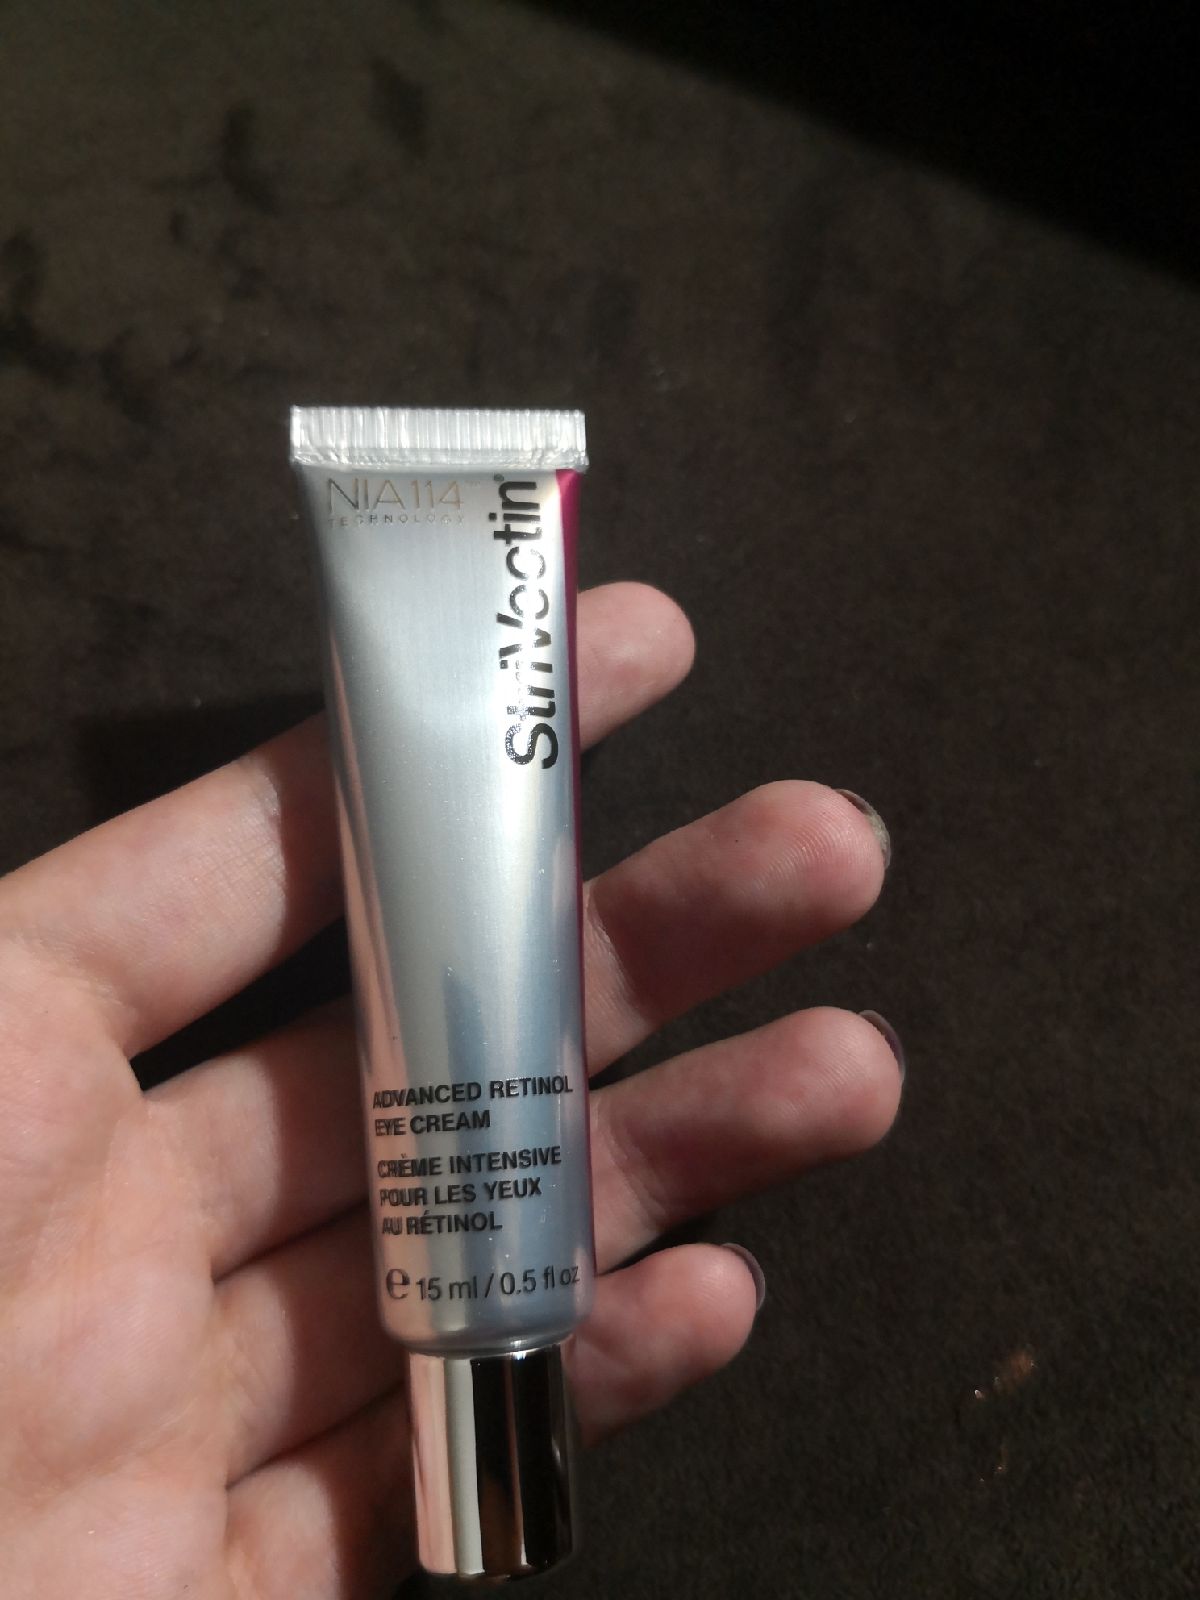 NIA114™
TECHNOLOGY
StriVectin®
ADVANCED RETINOL
EYE CREAM
CRÈME INTENSIVE
POUR LES YEUX
AU RÉTINOL
℮ 15 ml / 0.5 fl oz